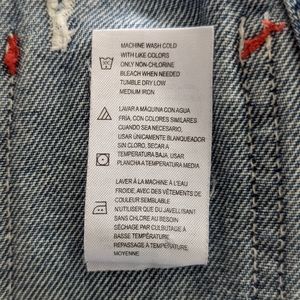 MACHINE WASH COLD
WITH LIKE COLORS
ONLY NON-CHLORINE
BLEACH WHEN NEEDED
TUMBLE DRY LOW
MEDIUM IRON
LAVAR A MÁQUINA CON AGUA
FRÍA, CON COLORES SIMILARES
CUANDO SEA NECESARIO,
USAR ÚNICAMENTE BLANQUEADOR
SIN CLORO, SECAR A
TEMPERATURA BAJA, USAR
PLANCHA A TEMPERATURA MEDIA
LAVER À LA MACHINE À L'EAU
FROIDE, AVEC DES VÊTEMENTS DE
COULEUR SEMBLABLE
N'UTILISER QUE DU JAVELLISANT
SANS CHLORE AU BESOIN
SÉCHAGE PAR CULBUTAGE À
BASSE TEMPÉRATURE
REPASSAGE À TEMPÉRATURE
MOYENNE